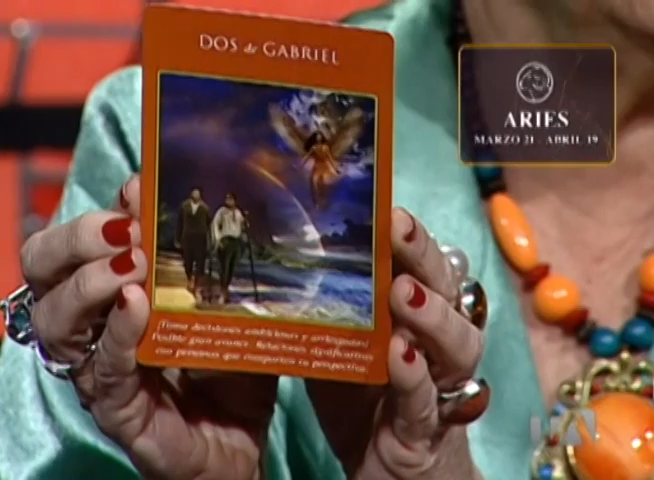 DOS de GABRIEL
ARIES
MARZO 21 - ABRIL 19
¡Toma decisiones ambiciosas y arriesgadas!
Posible gran avance. Relaciones significativas
con personas que comparten tu perspectiva.